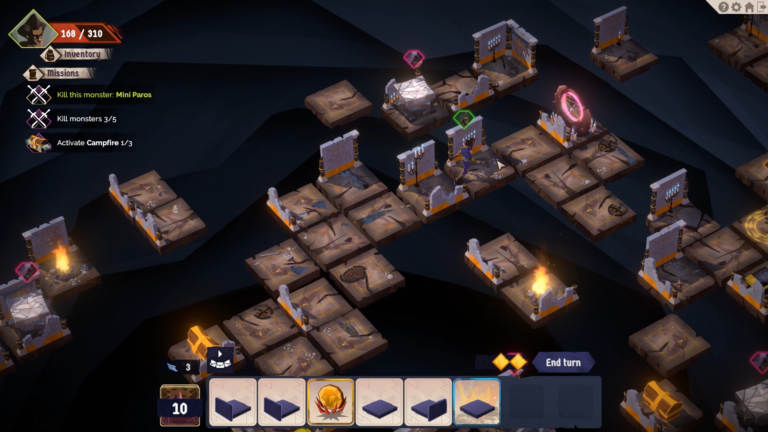 168 / 310
Inventory
Missions
Kill this monster: Mini Paros
Kill monsters 3/5
Activate Campfire 1/3
3
End turn
10